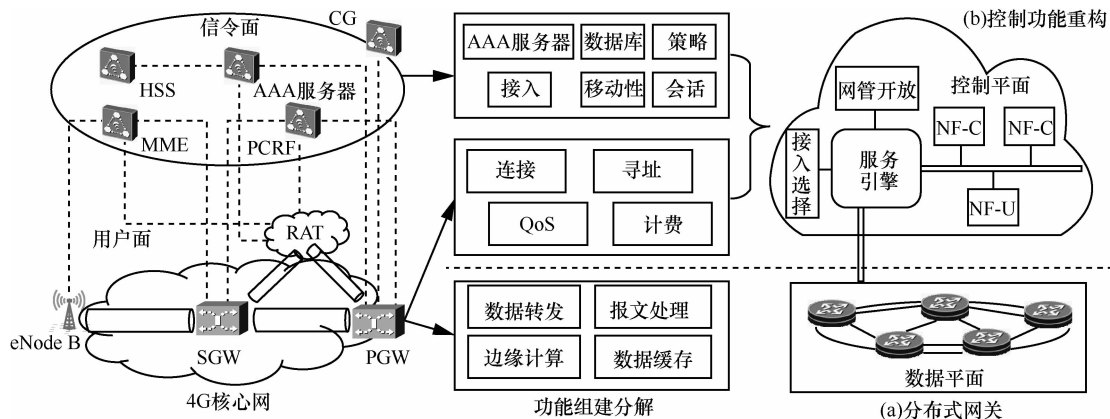 信令面
CG
HSS
AAA服务器
MME
PCRF
用户面
RAT
eNode B
SGW
PGW
4G核心网
AAA服务器
数据库
策略
接入
移动性
会话
连接
寻址
QoS
计费
数据转发
报文处理
边缘计算
数据缓存
功能组建分解
(b)控制功能重构
网管开放
控制平面
NF-C
NF-C
接入选择
服务
引擎
NF-U
数据平面
(a)分布式网关